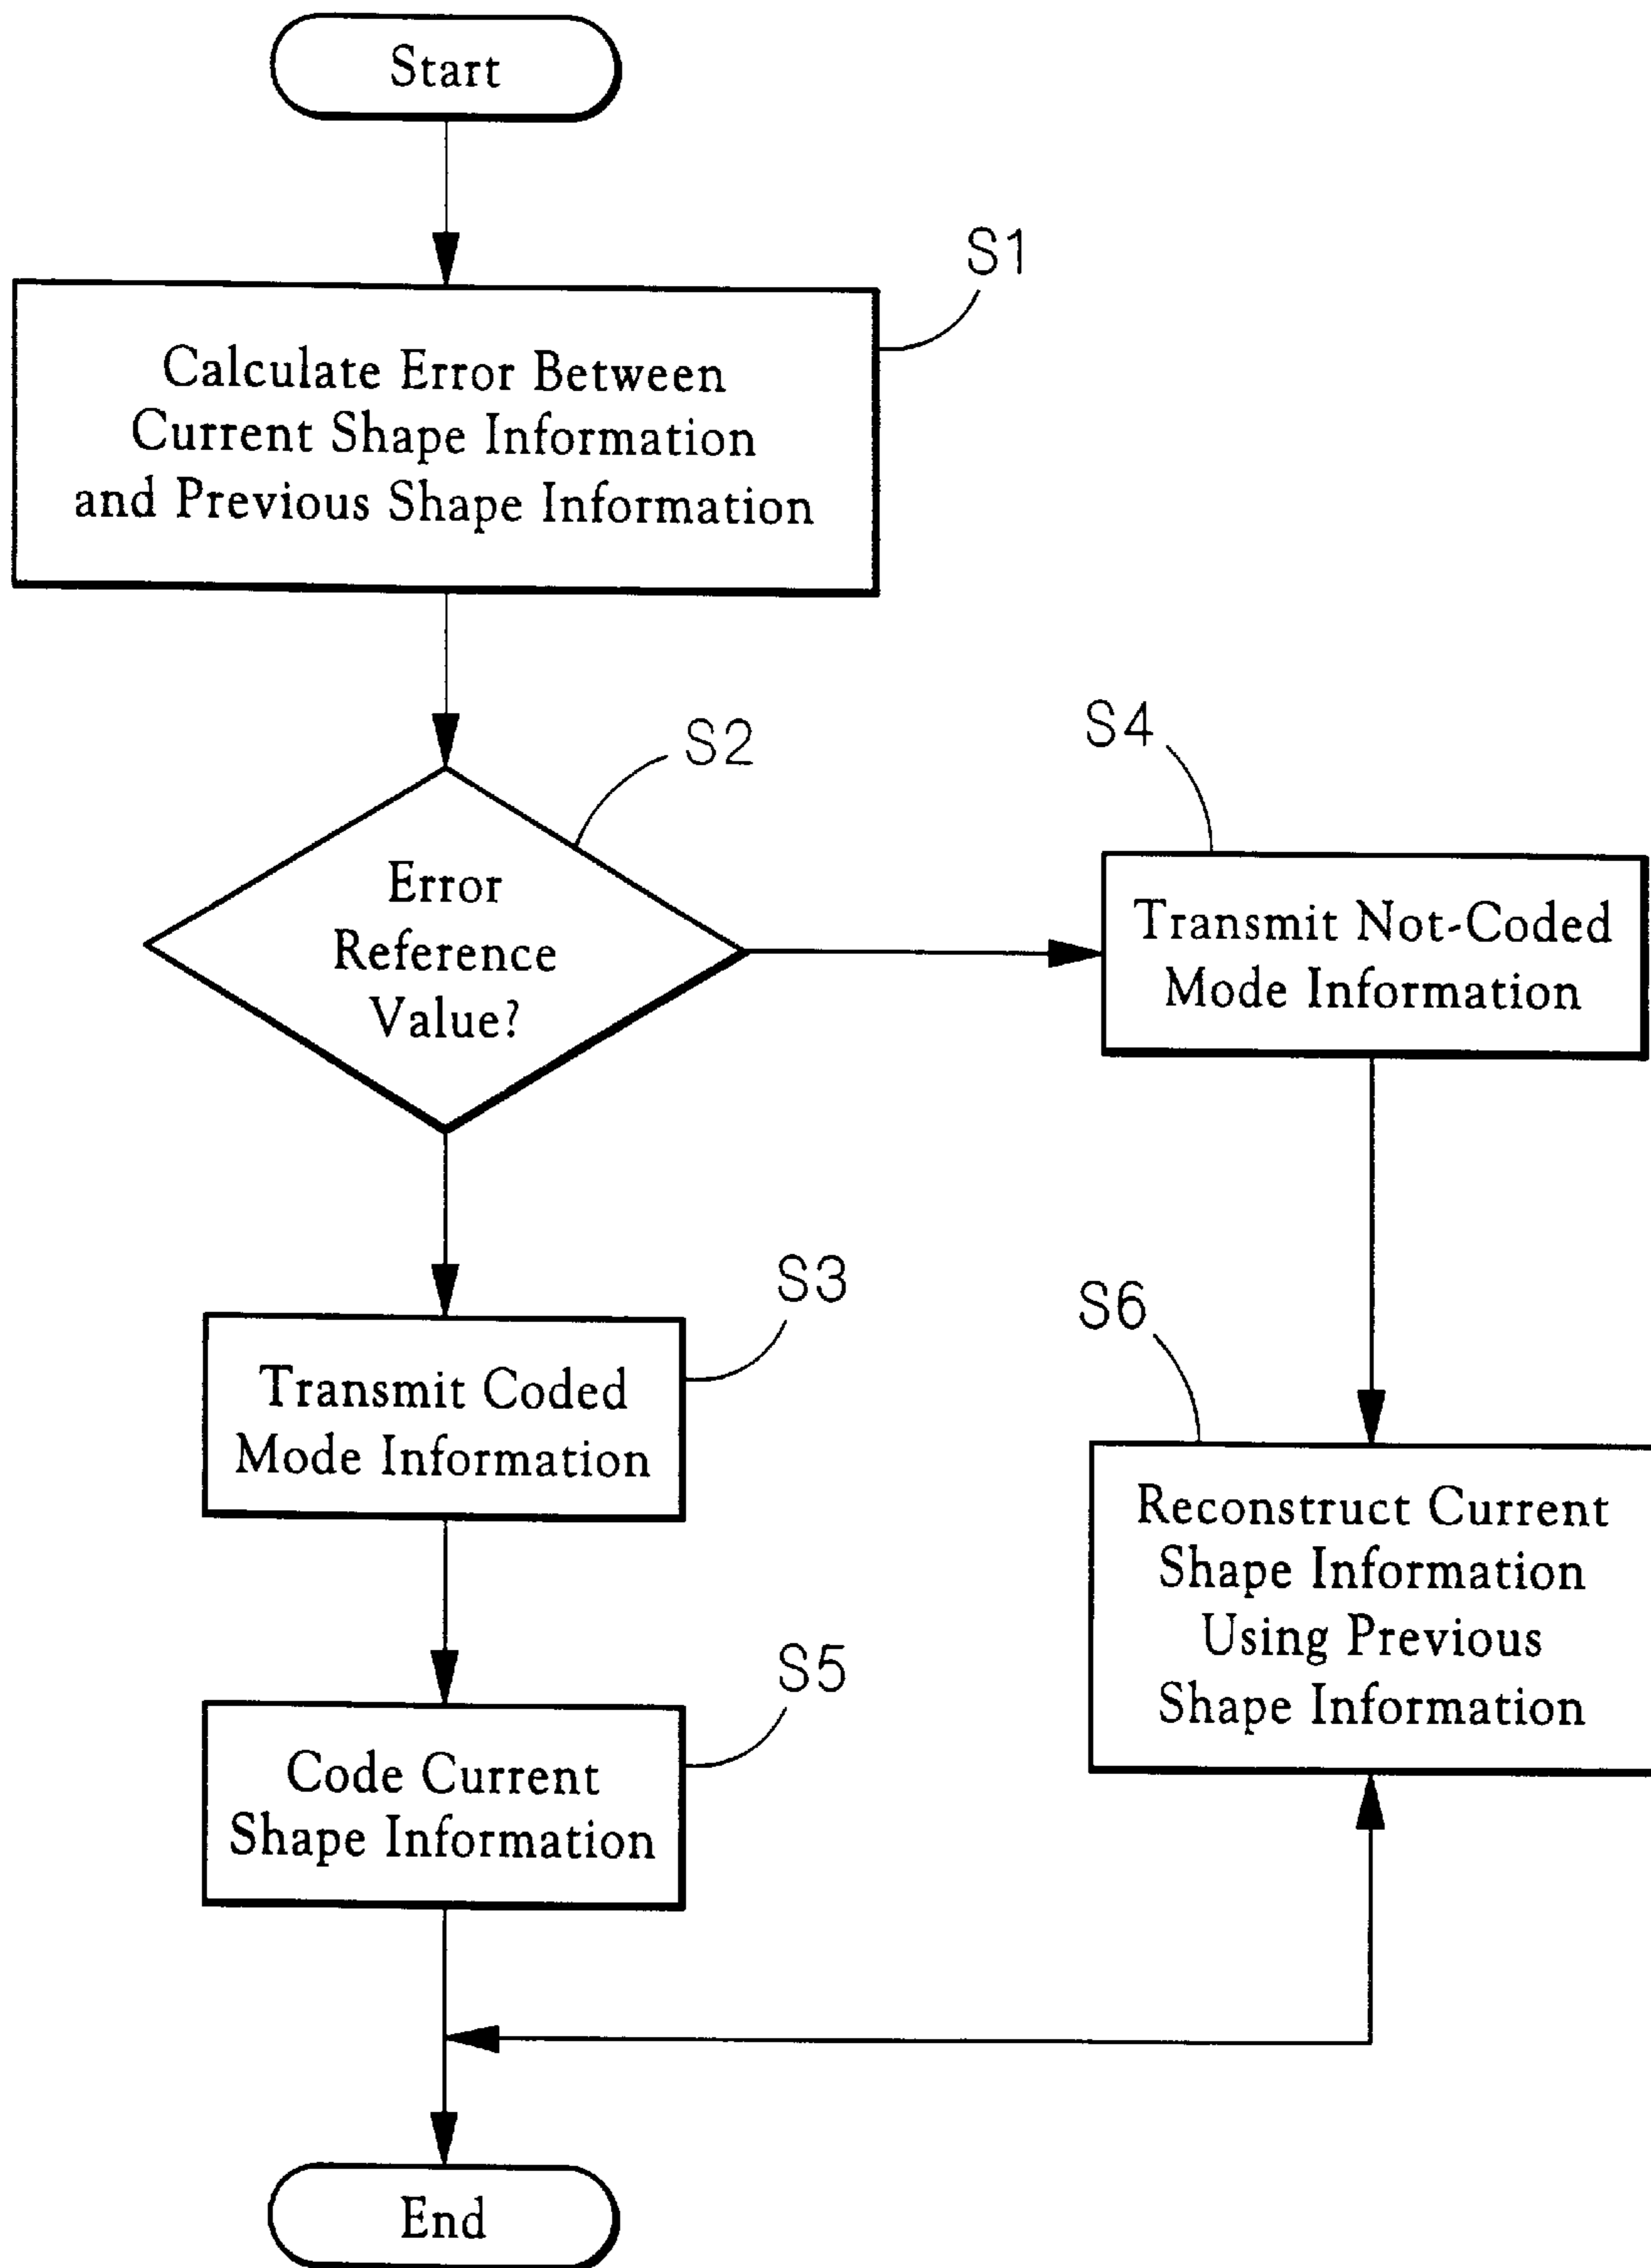 Start
S1
Calculate Error Between
Current Shape Information
and Previous Shape Information
S2
Error
Reference
Value?
S4
Transmit Not-Coded
Mode Information
S3
Transmit Coded
Mode Information
S6
Reconstruct Current
Shape Information
Using Previous
Shape Information
S5
Code Current
Shape Information
End